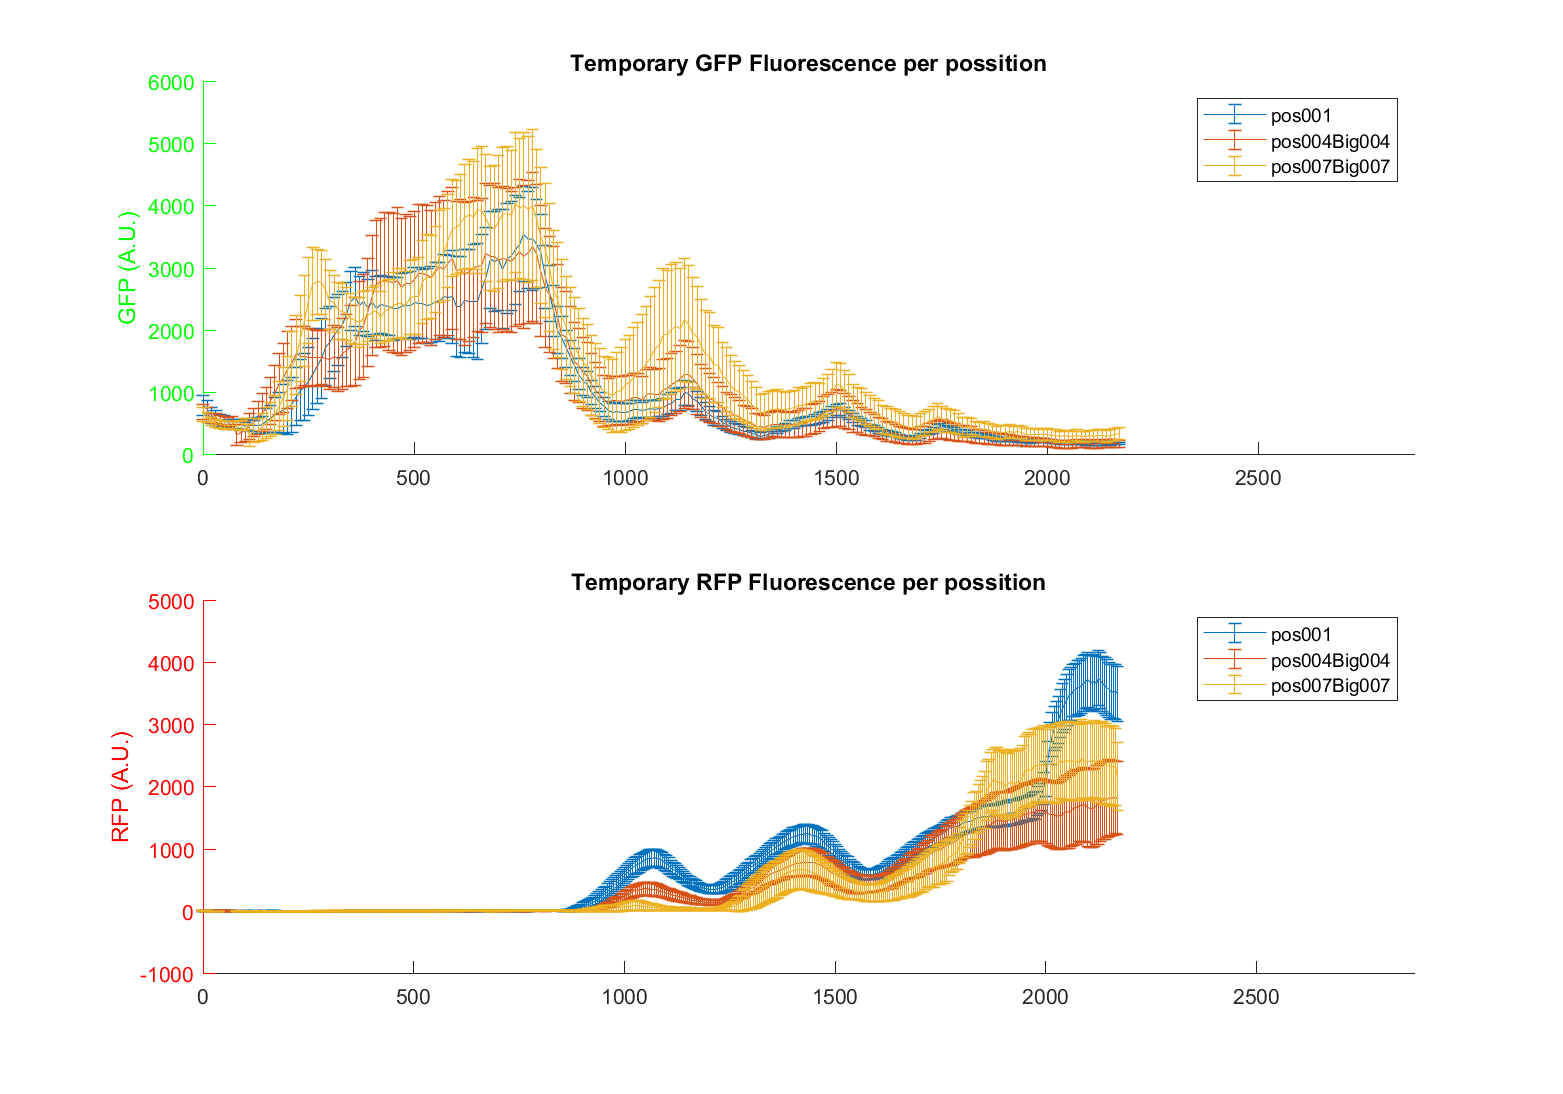 Temporary GFP Fluorescence per possition
GFP (A.U.)
6000
5000
4000
3000
2000
1000
0
0 500 1000 1500 2000 2500
pos001
pos004Big004
pos007Big007
Temporary RFP Fluorescence per possition
RFP (A.U.)
5000
4000
3000
2000
1000
0
-1000
0 500 1000 1500 2000 2500
pos001
pos004Big004
pos007Big007